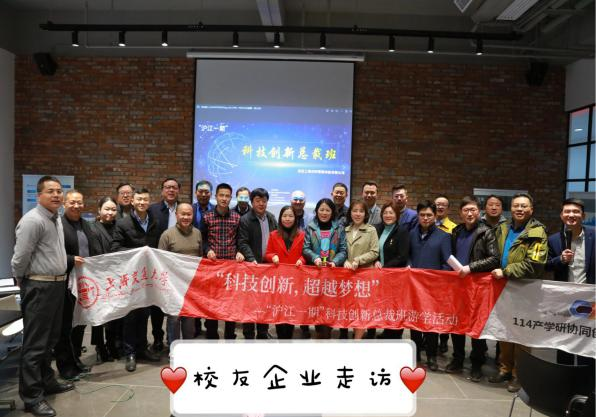 “沪江一期”
科技创新总裁班
上海交通大学
“科技创新，超越梦想”
—“沪江一期”科技创新总裁班游学活动
114产学研协同创
校友企业走访